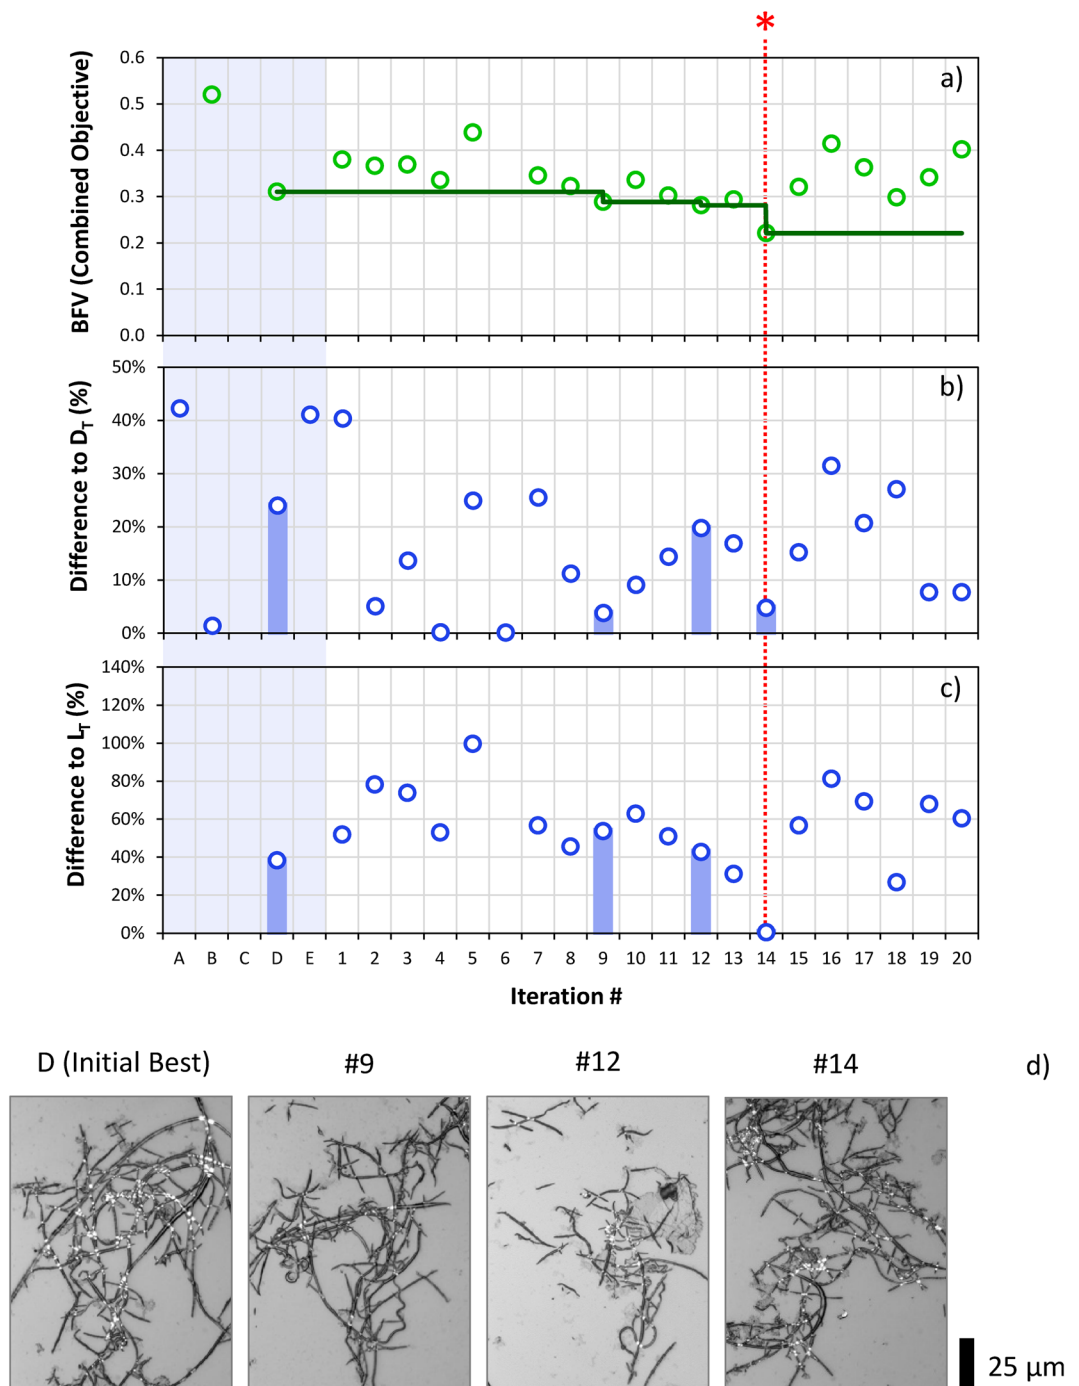 *
BFV (Combined Objective)
0.6
0.5
0.4
0.3
0.2
0.1
0.0
a)
Difference to D_T (%)
50%
40%
30%
20%
10%
0%
b)
Difference to L_T (%)
140%
120%
100%
80%
60%
40%
20%
0%
c)
A B C D E 1 2 3 4 5 6 7 8 9 10 11 12 13 14 15 16 17 18 19 20
Iteration #
D (Initial Best) #9 #12 #14 d)
25 µm